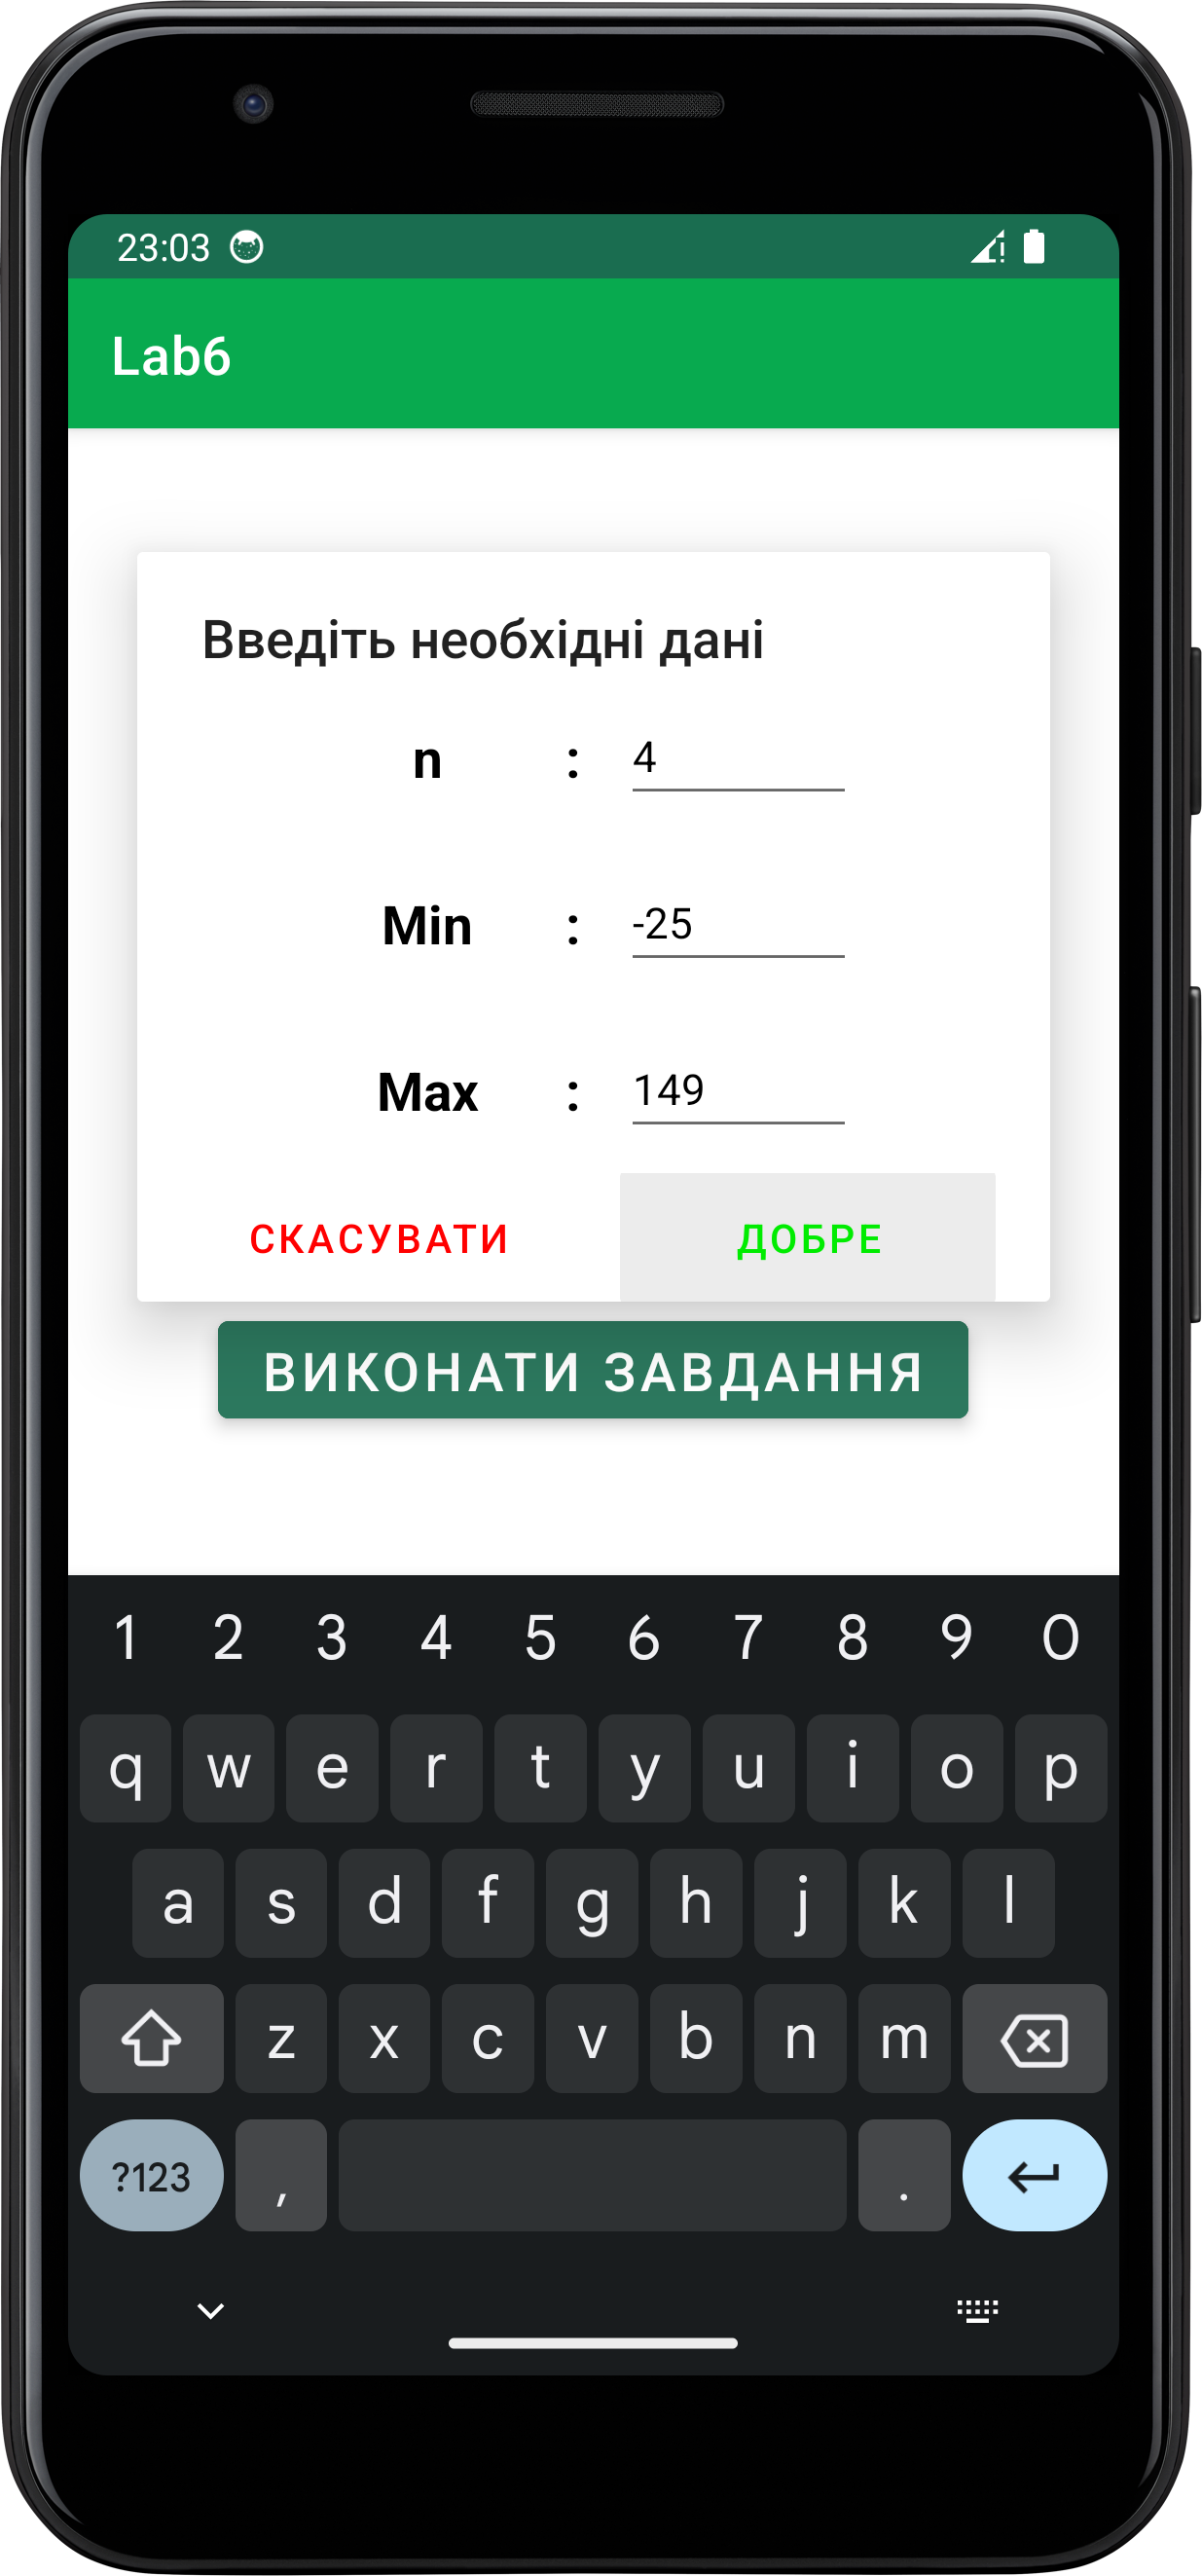 23:03
Lab6
Введіть необхідні дані
n : 4
Min : -25
Max : 149
СКАСУВАТИ ДОБРЕ
ВИКОНАТИ ЗАВДАННЯ
1 2 3 4 5 6 7 8 9 0
q w e r t y u i o p
a s d f g h j k l
z x c v b n m
?123 , .